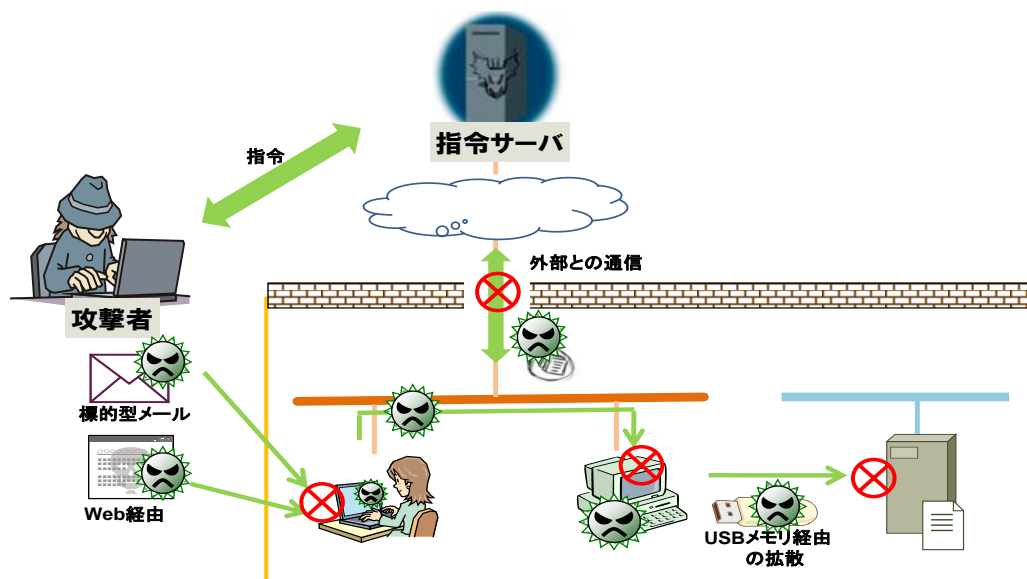 指令サーバ
指令
外部との通信
攻撃者
標的型メール
Web経由
USBメモリ経由
の拡散